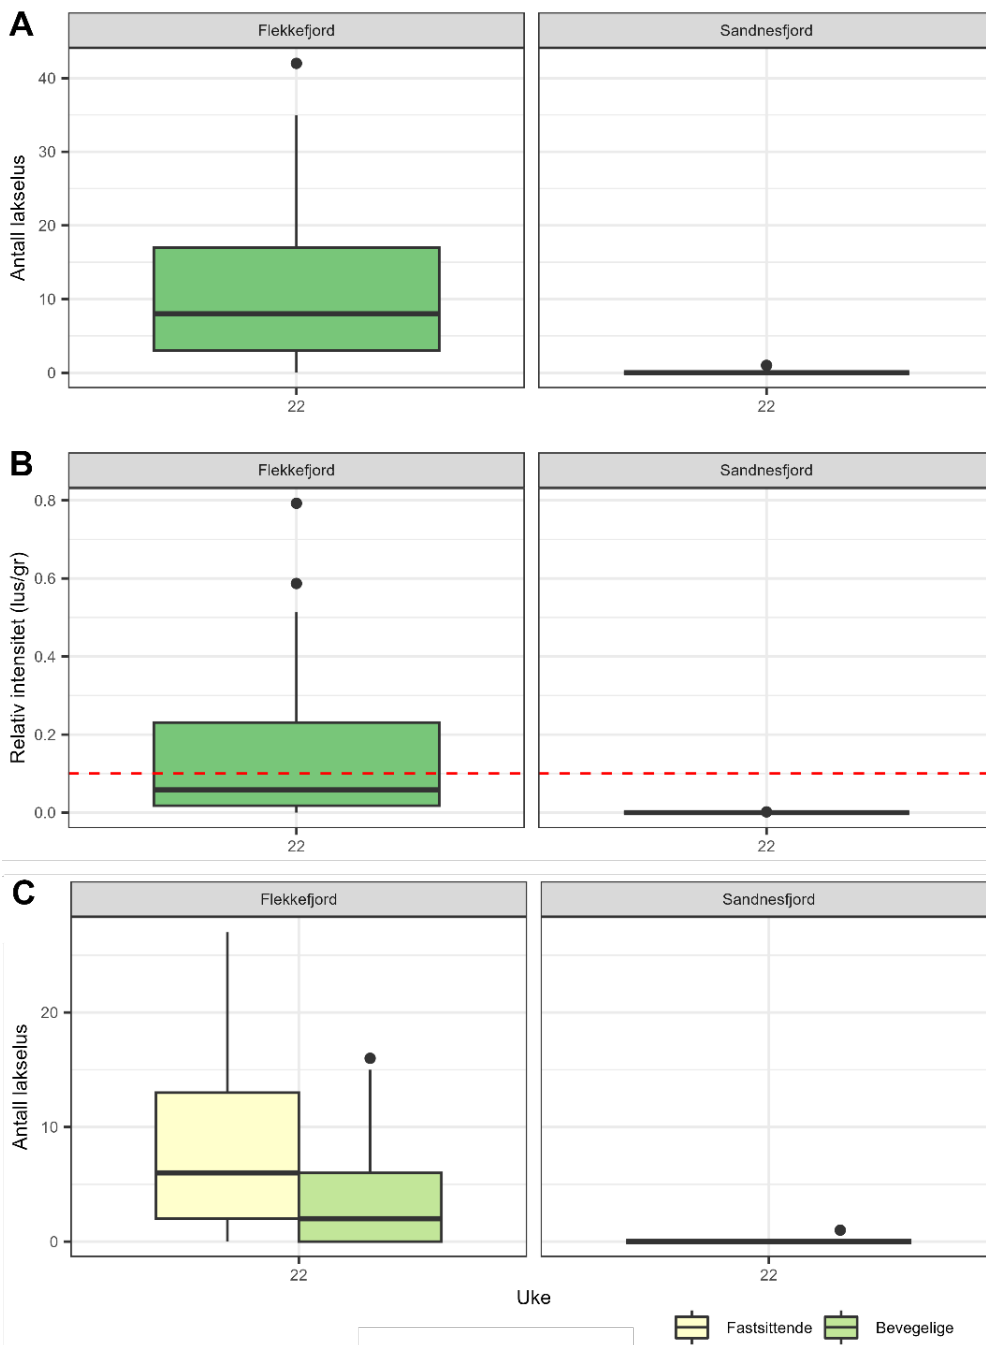 A
Flekkefjord
Sandnesfjord
Antall lakselus
40
30
20
10
0
22
22
B
Flekkefjord
Sandnesfjord
Relativ intensitet (lus/gr)
0.8
0.6
0.4
0.2
0.0
22
22
C
Flekkefjord
Sandnesfjord
Antall lakselus
20
10
0
22
22
Uke
Fastsittende
Bevegelige